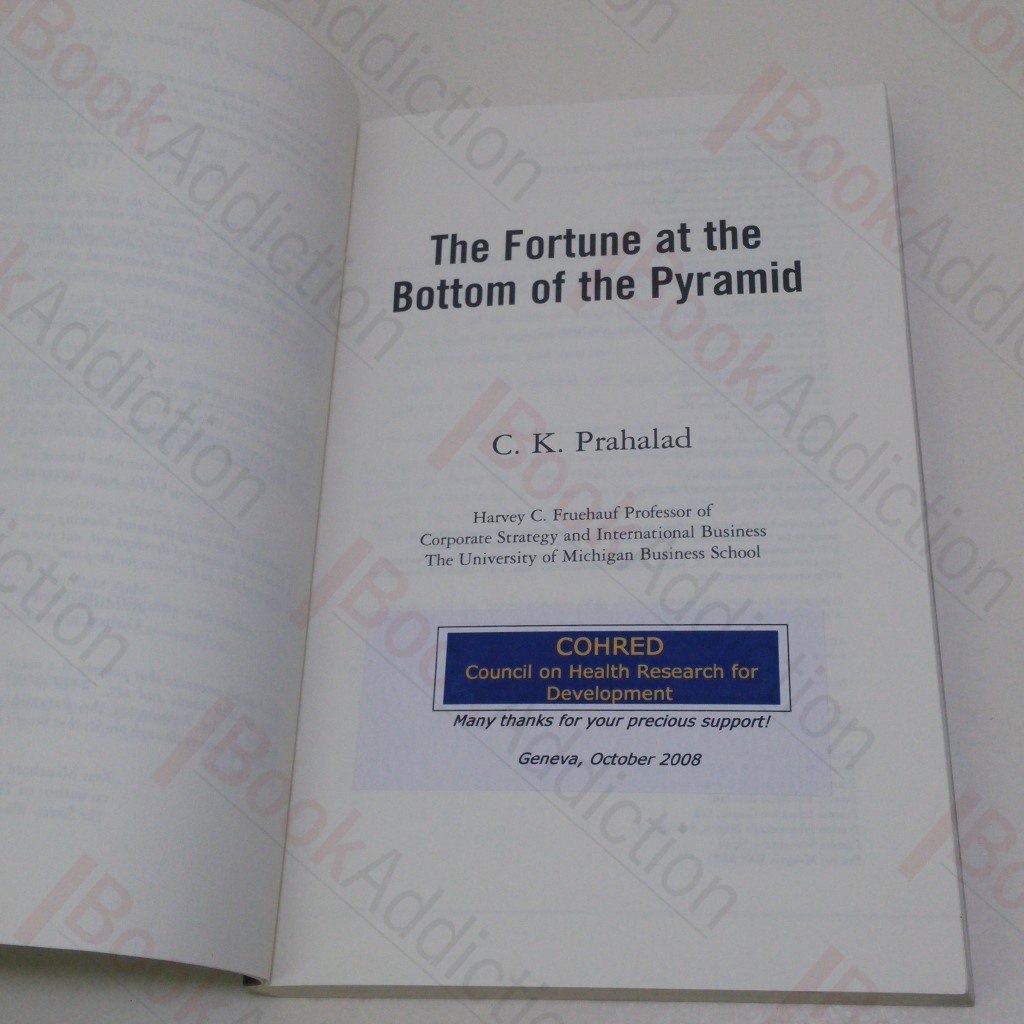 The Fortune at the
Bottom of the Pyramid
C. K. Prahalad
Harvey C. Fruehauf Professor of
Corporate Strategy and International Business
The University of Michigan Business School
COHRED
Council on Health Research for
Development
Many thanks for your precious support!
Geneva, October 2008
BookAddiction